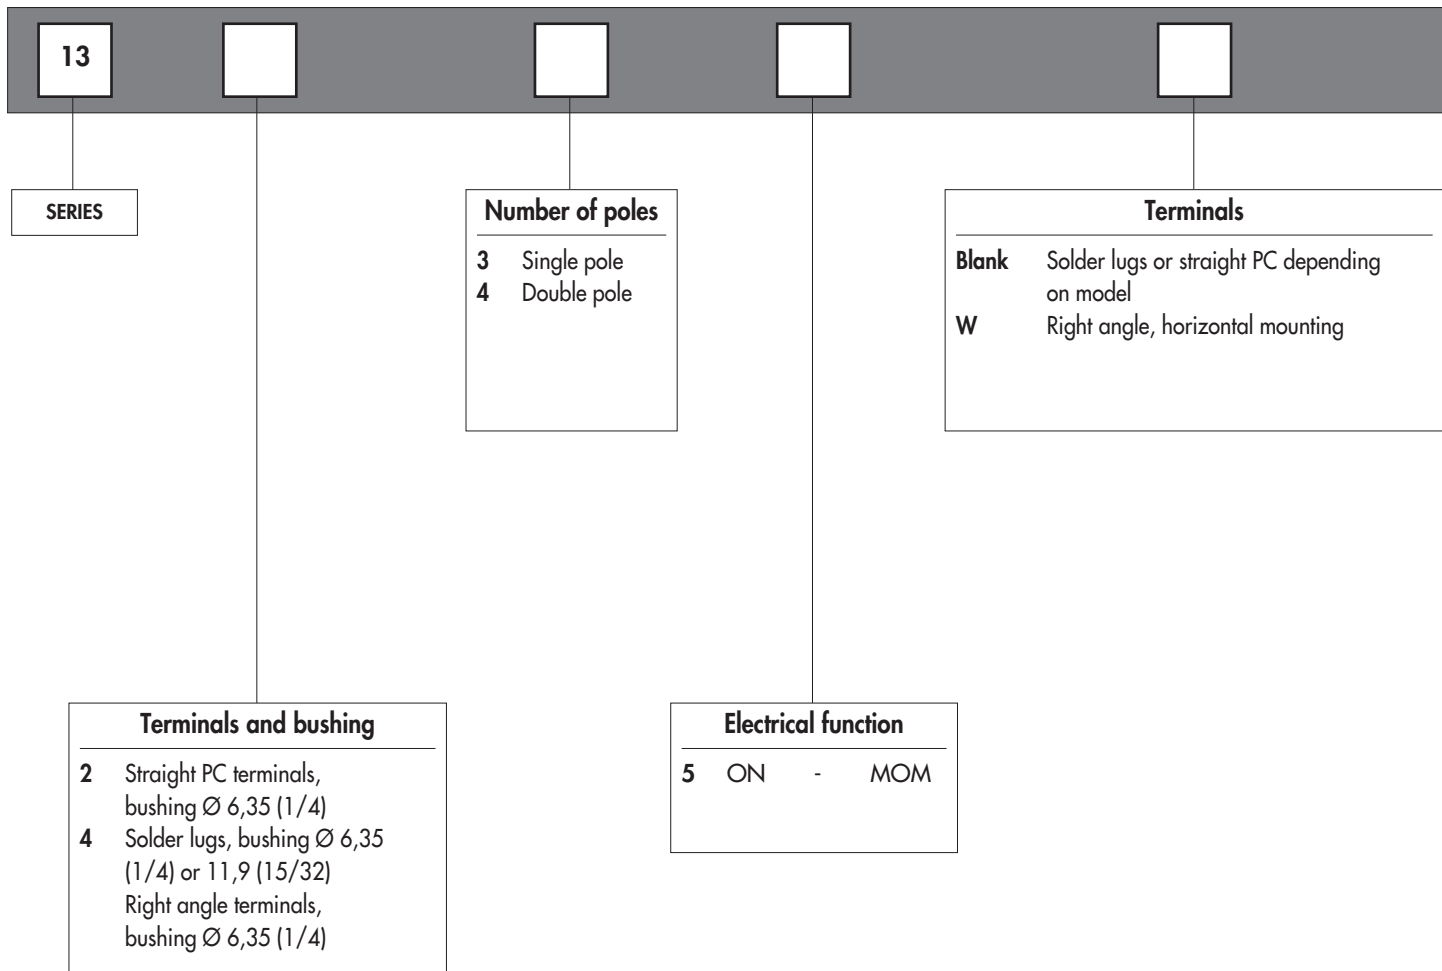 13
SERIES
Number of poles
3 Single pole
4 Double pole
Terminals
Blank Solder lugs or straight PC depending
on model
W Right angle, horizontal mounting
Terminals and bushing
2 Straight PC terminals,
bushing Ø 6,35 (1/4)
4 Solder lugs, bushing Ø 6,35
(1/4) or 11,9 (15/32)
Right angle terminals,
bushing Ø 6,35 (1/4)
Electrical function
5 ON - MOM